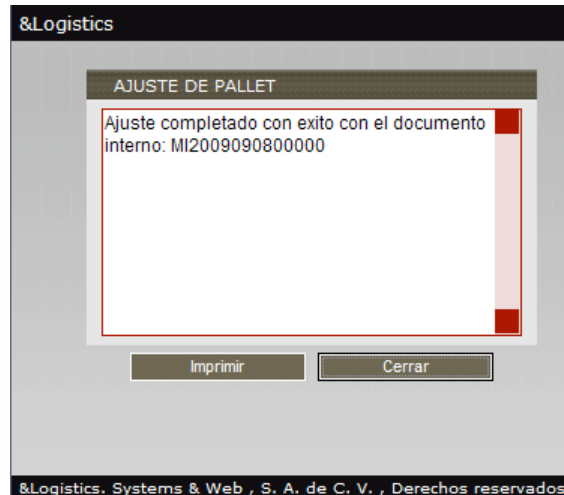 &Logistics
AJUSTE DE PALLET
Ajuste completado con exito con el documento
interno: MI2009090800000
Imprimir
Cerrar
&Logistics. Systems & Web , S. A. de C. V. , Derechos reservados